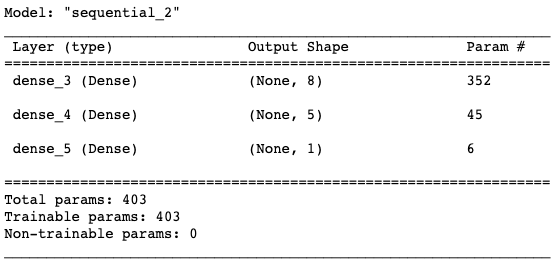 Model: "sequential_2"
Layer (type) Output Shape Param #
dense_3 (Dense) (None, 8) 352
dense_4 (Dense) (None, 5) 45
dense_5 (Dense) (None, 1) 6
Total params: 403
Trainable params: 403
Non-trainable params: 0